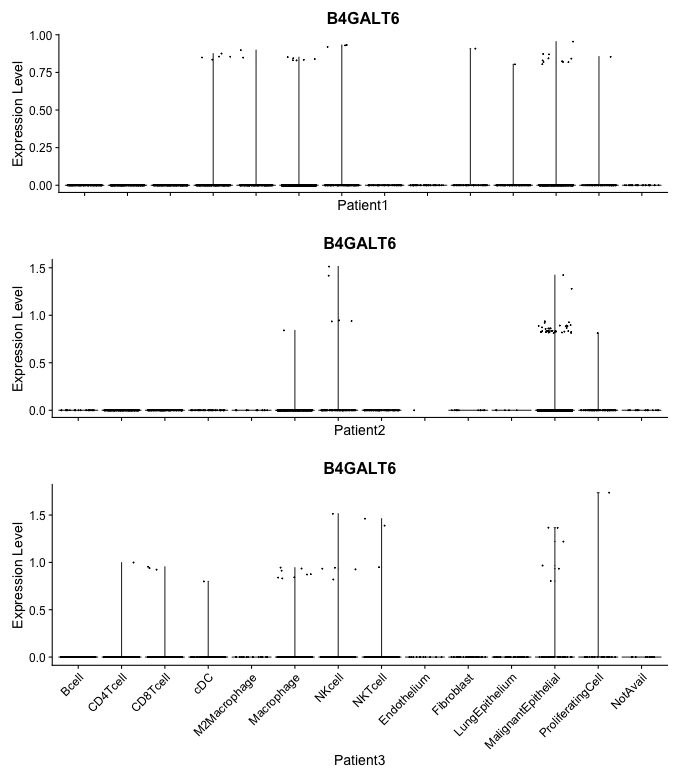 B4GALT6
Expression Level
1.00
0.75
0.50
0.25
0.00
Patient1
B4GALT6
Expression Level
1.5
1.0
0.5
0.0
Patient2
B4GALT6
Expression Level
1.5
1.0
0.5
0.0
Bcell
CD4Tcell
CD8Tcell
cDC
M2Macrophage
Macrophage
NKcell
NKTcell
Endothelium
Fibroblast
LungEpithelium
MalignantEpithelial
ProliferatingCell
NotAvail
Patient3